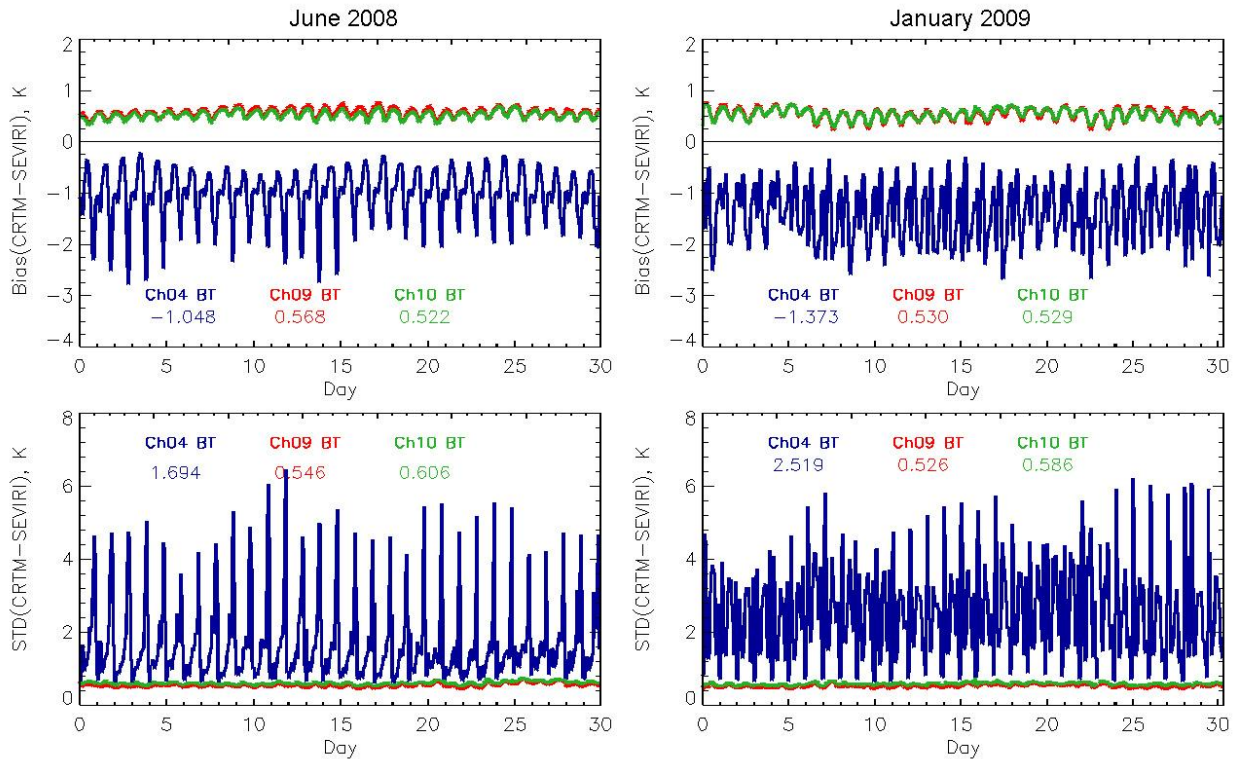 June 2008
January 2009
Bias(CRTM−SEVIRI), K
2
1
0
−1
−2
−3
−4
Ch04 BT Ch09 BT Ch10 BT
−1.048 0.568 0.522
0 5 10 15 20 25 30
Day
Bias(CRTM−SEVIRI), K
2
1
0
−1
−2
−3
−4
Ch04 BT Ch09 BT Ch10 BT
−1.373 0.530 0.529
0 5 10 15 20 25 30
Day
STD(CRTM−SEVIRI), K
8
6
4
2
0
Ch04 BT Ch09 BT Ch10 BT
1.694 0.546 0.606
0 5 10 15 20 25 30
Day
STD(CRTM−SEVIRI), K
8
6
4
2
0
Ch04 BT Ch09 BT Ch10 BT
2.519 0.526 0.586
0 5 10 15 20 25 30
Day